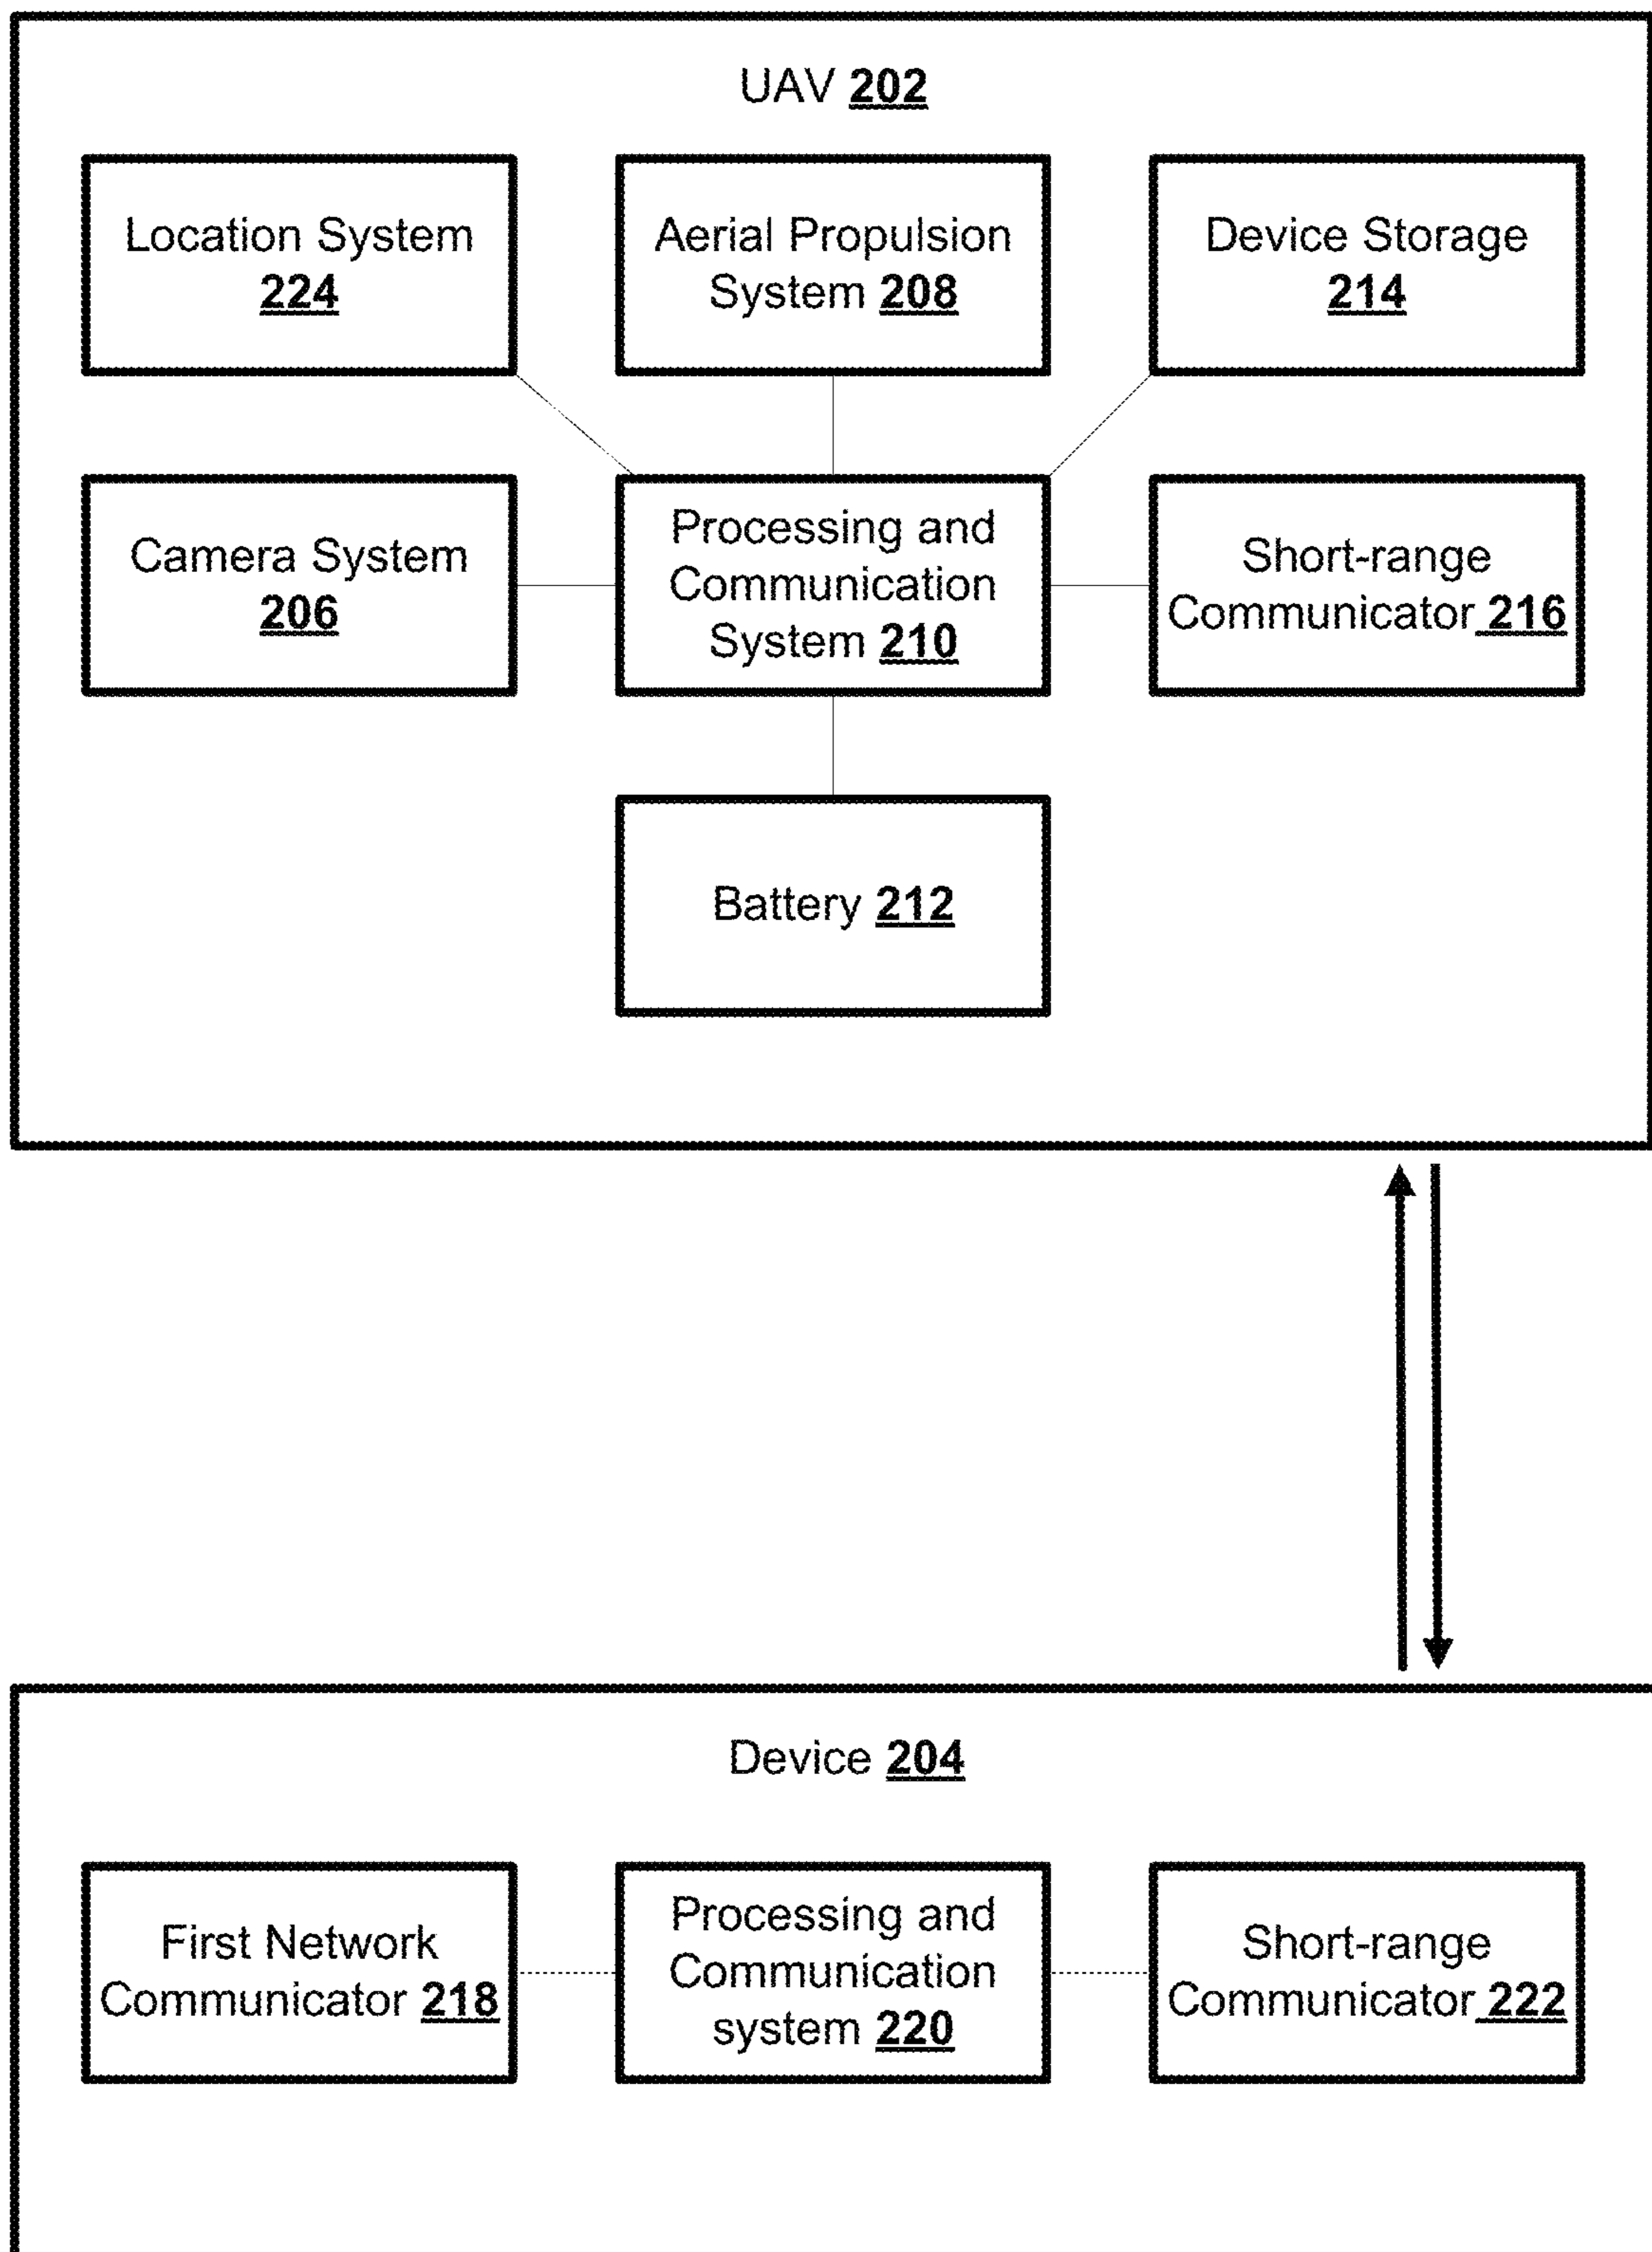 UAV 202
Location System
224
Aerial Propulsion
System 208
Device Storage
214
Camera System
206
Processing and
Communication
System 210
Short-range
Communicator 216
Battery 212
Device 204
First Network
Communicator 218
Processing and
Communication
system 220
Short-range
Communicator 222